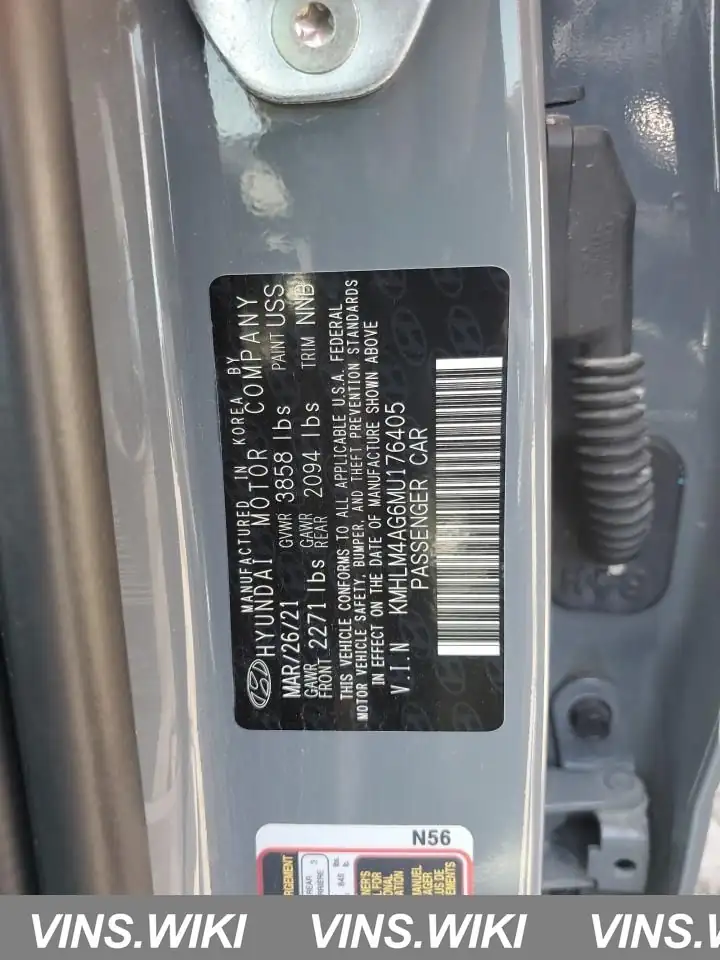 MANUFACTURED IN KOREA BY
HYUNDAI MOTOR COMPANY
MAR/26/21 GVWR 3858 lbs PAINT USS
GAWR FRONT 2271 lbs GAWR REAR 2094 lbs TRIM NNB
THIS VEHICLE CONFORMS TO ALL APPLICABLE U.S.A. FEDERAL
MOTOR VEHICLE SAFETY, BUMPER, AND THEFT PREVENTION STANDARDS
IN EFFECT ON THE DATE OF MANUFACTURE SHOWN ABOVE
V.I.N KMHLM4AG6MU176405
PASSENGER CAR
N56
VINS.WIKI VINS.WIKI VINS.WIKI